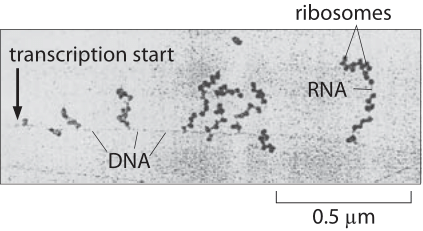 ribosomes
transcription start
RNA
DNA
0.5 μm